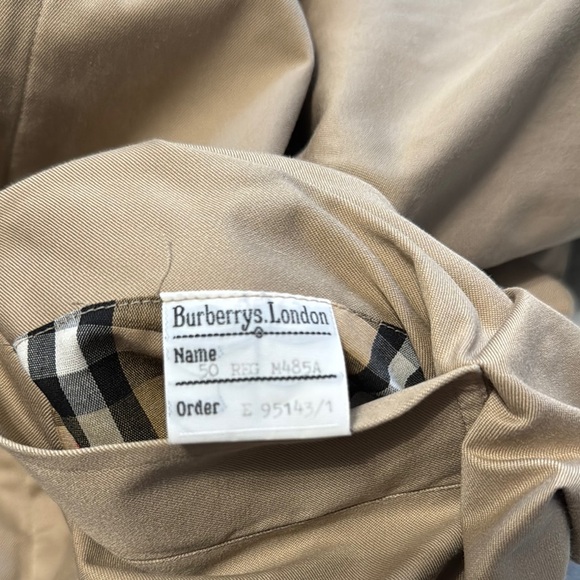 Burberrys.London
Name 50 REG M485A
Order E 95143/1